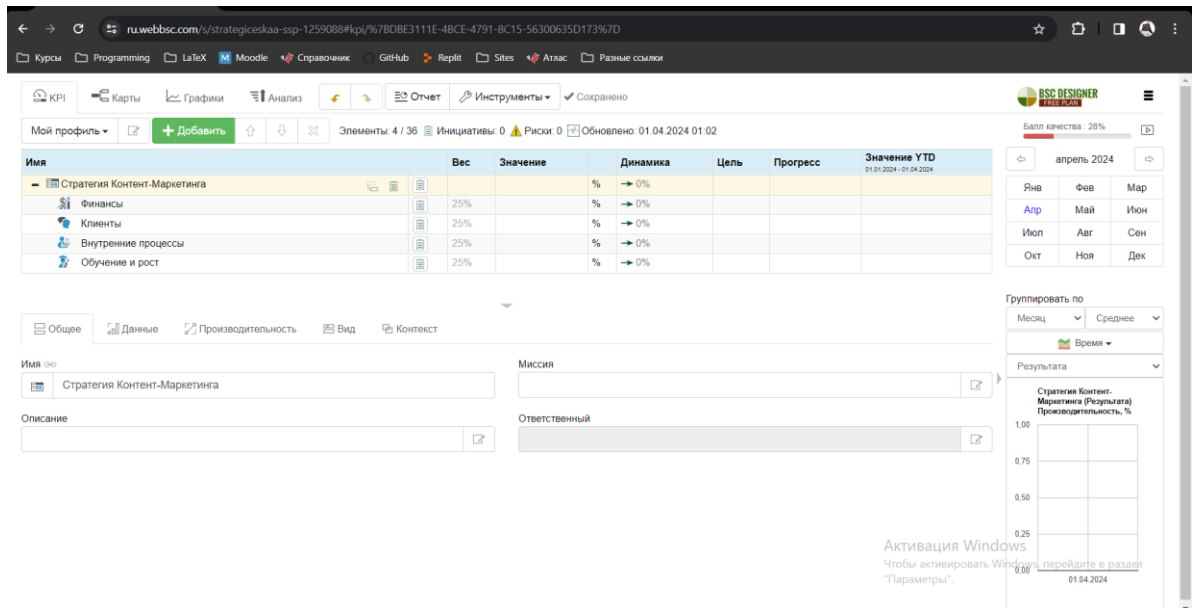 ru.webbsc.com/s/strategiceskaa-ssp-1259088#kpi/%7BDBE3111E-4BCE-4791-8C15-56300635D173%7D
Курсы Programming LaTeX M Moodle Справочник GitHub Replit Sites Атлас Разные ссылки
KPI Карты Графики Анализ Отчет Инструменты Сохранено
BSC DESIGNER
FREE PLAN
Мой профиль Добавить Элементы: 4 / 36 Инициативы: 0 Риски: 0 Обновлено: 01.04.2024 01:02
Балл качества : 28%
Имя Вес Значение Динамика Цель Прогресс Значение YTD
01.01.2024 - 01.04.2024
Стратегия Контент-Маркетинга % 0%
Финансы 25% % 0%
Клиенты 25% % 0%
Внутренние процессы 25% % 0%
Обучение и рост 25% % 0%
апрель 2024
Янв Фев Мар
Апр Май Июн
Июл Авг Сен
Окт Ноя Дек
Общее Данные Производительность Вид Контекст
Имя
Стратегия Контент-Маркетинга
Миссия
Описание
Ответственный
Группировать по
Месяц Среднее
Время
Результата
Стратегия Контент-
Маркетинга (Результата)
Производительность, %
1,00
0,75
0,50
0,25
0,00
01.04.2024
Активация Windows
Чтобы активировать Windows, перейдите в раздел
"Параметры".